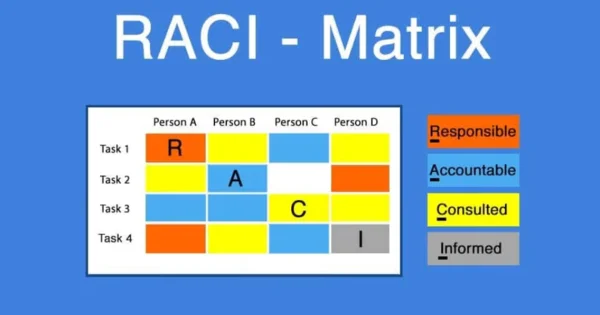 RACI - Matrix
Person A Person B Person C Person D
Task 1 R
Task 2 A
Task 3 C
Task 4 I
Responsible
Accountable
Consulted
Informed